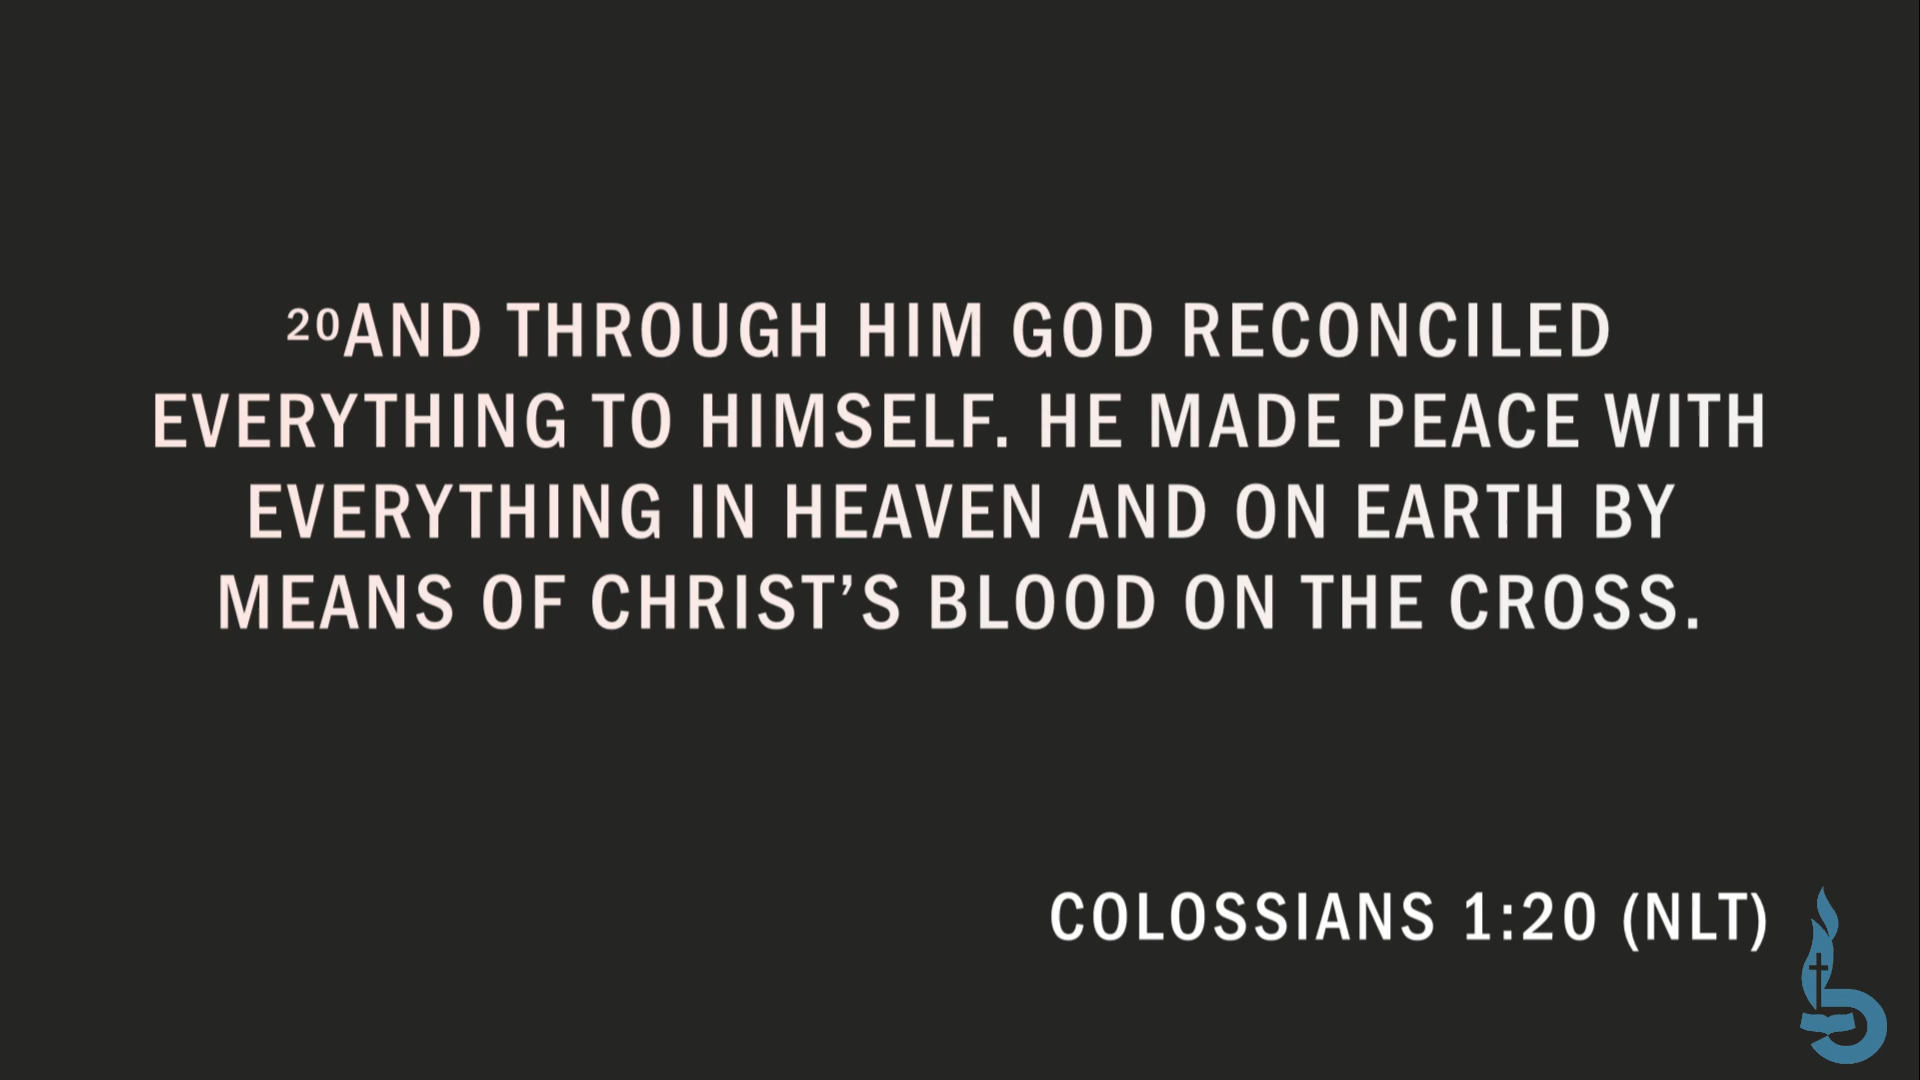 ²⁰AND THROUGH HIM GOD RECONCILED
EVERYTHING TO HIMSELF. HE MADE PEACE WITH
EVERYTHING IN HEAVEN AND ON EARTH BY
MEANS OF CHRIST’S BLOOD ON THE CROSS.
COLOSSIANS 1:20 (NLT)